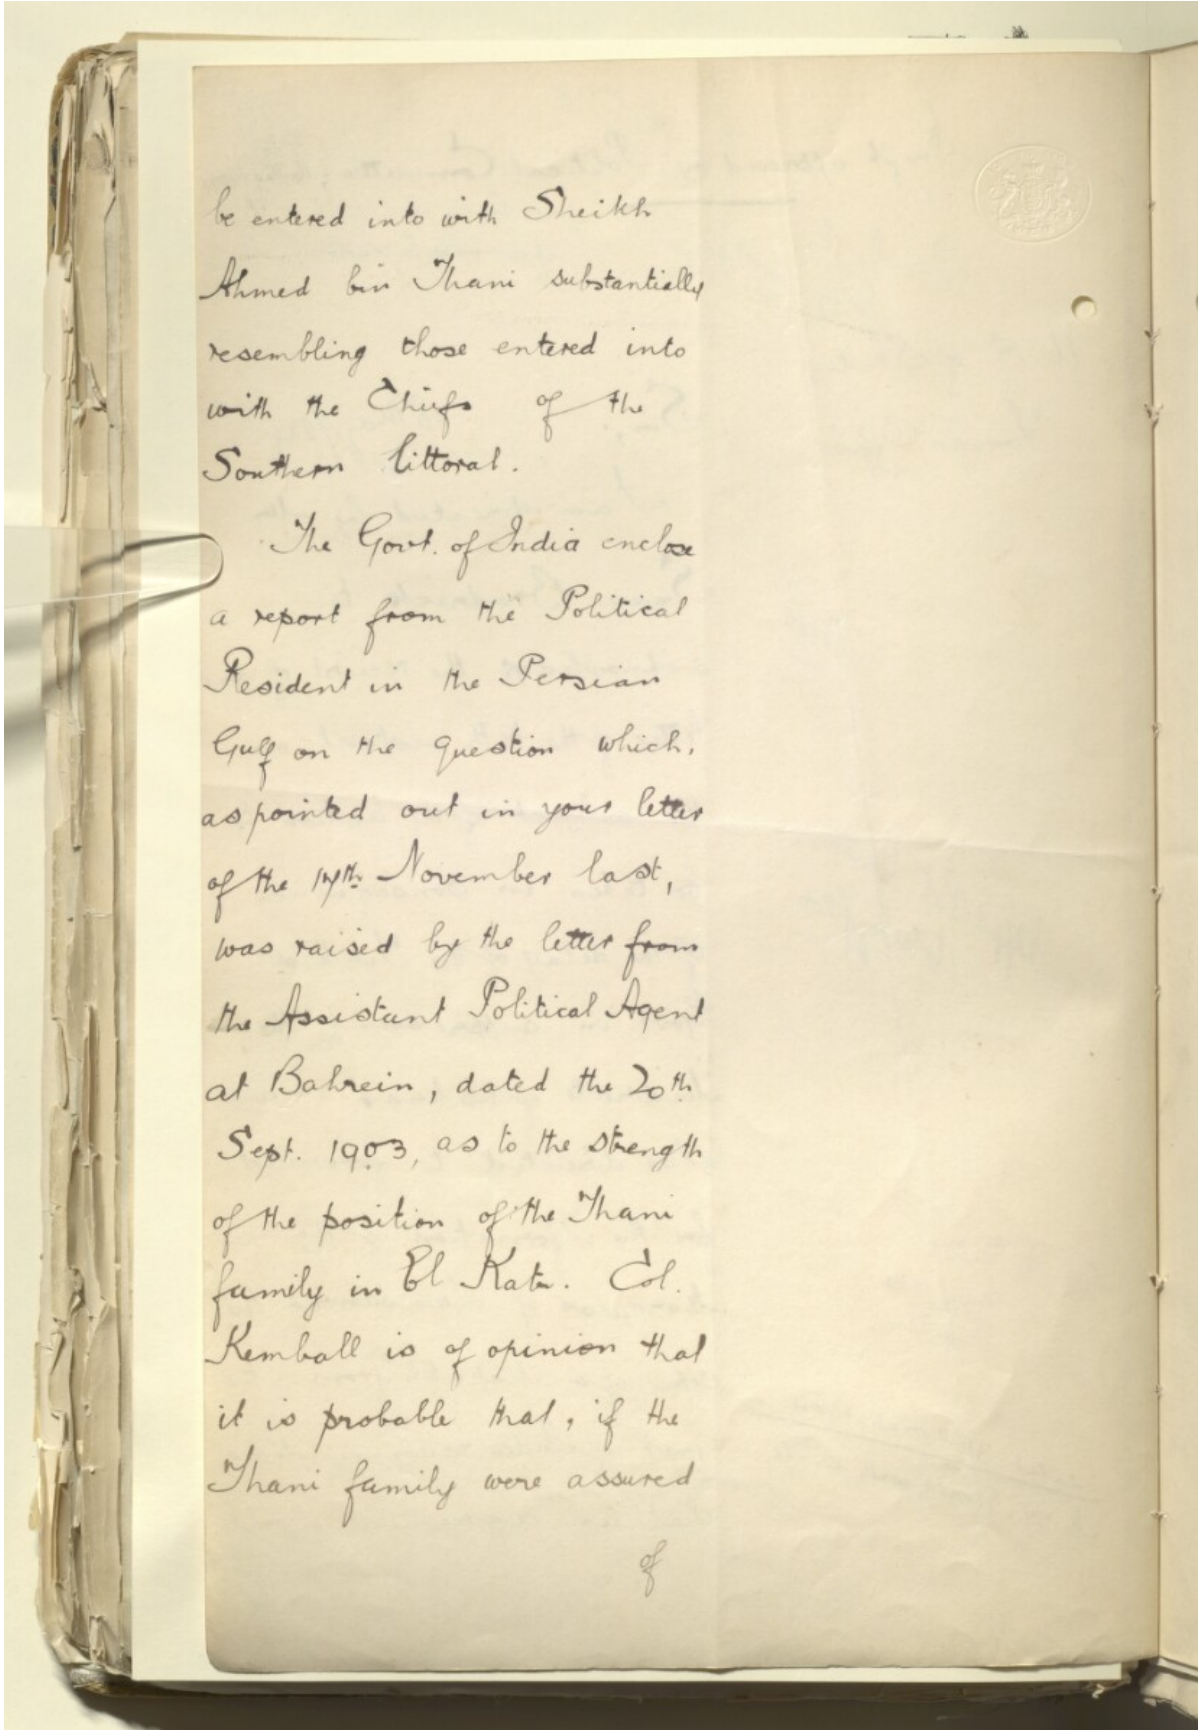 be entered into with Sheikh
Ahmed bin Thani substantially
resembling those entered into
with the Chiefs of the
Southern littoral.
The Govt. of India enclose
a report from the Political
Resident in the Persian
Gulf on the question which,
as pointed out in your letter
of the 17th November last,
was raised by the letter from
the Assistant Political Agent
at Bahrein, dated the 20th
Sept. 1903, as to the strength
of the position of the Thani
family in El Katr. Col.
Kemball is of opinion that
it is probable that, if the
Thani family were assured
of